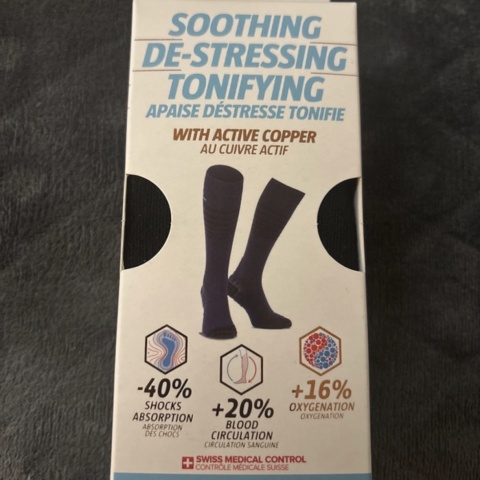 SOOTHING
DE-STRESSING
TONIFYING
APAISE DÉSTRESSE TONIFIE
WITH ACTIVE COPPER
AU CUIVRE ACTIF
-40%
SHOCKS
ABSORPTION
ABSORPTION
DES CHOCS
+20%
BLOOD
CIRCULATION
CIRCULATION SANGUINE
+16%
OXYGENATION
OXYGENATION
SWISS MEDICAL CONTROL
CONTRÔLE MÉDICALE SUISSE